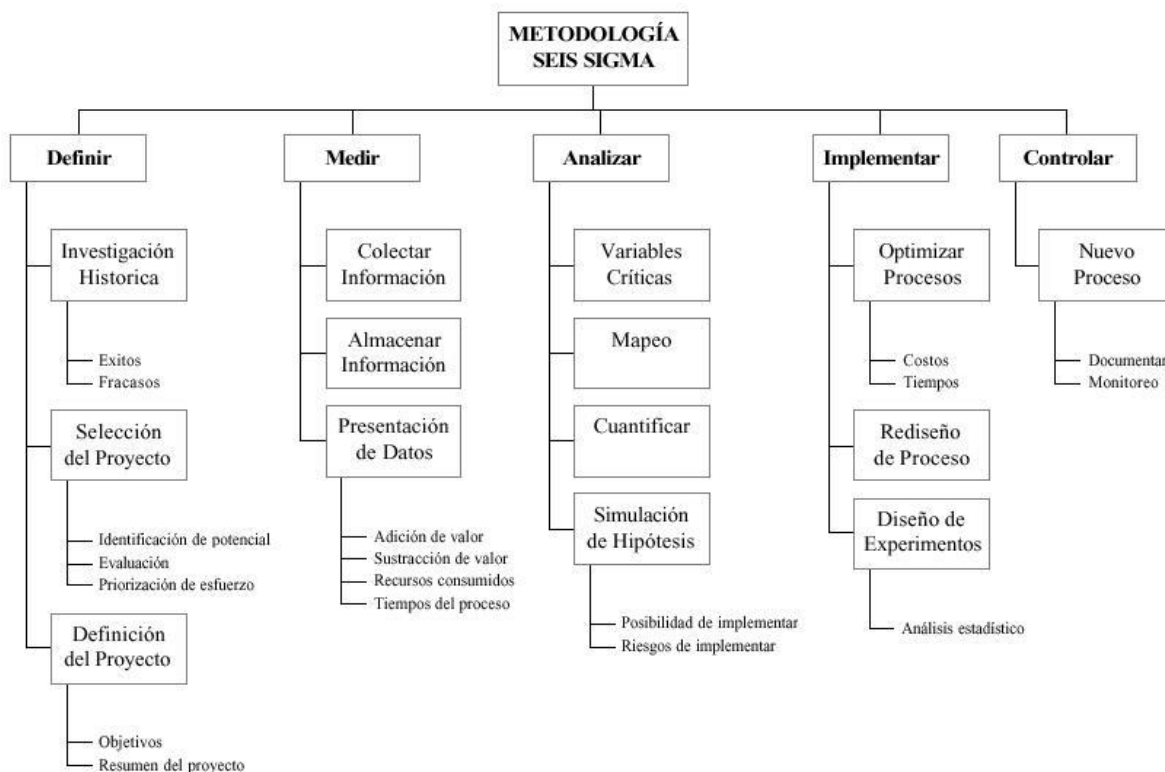 METODOLOGÍA
SEIS SIGMA
Definir
Investigación
Historica
Exitos
Fracasos
Selección
del Proyecto
Identificación de potencial
Evaluación
Priorización de esfuerzo
Definición
del Proyecto
Objetivos
Resumen del proyecto
Medir
Colectar
Información
Almacenar
Información
Presentación
de Datos
Adición de valor
Sustracción de valor
Recursos consumidos
Tiempos del proceso
Analizar
Variables
Críticas
Mapeo
Cuantificar
Simulación
de Hipótesis
Posibilidad de implementar
Riesgos de implementar
Implementar
Optimizar
Procesos
Costos
Tiempos
Rediseño
de Proceso
Diseño de
Experimentos
Análisis estadístico
Controlar
Nuevo
Proceso
Documentar
Monitoreo